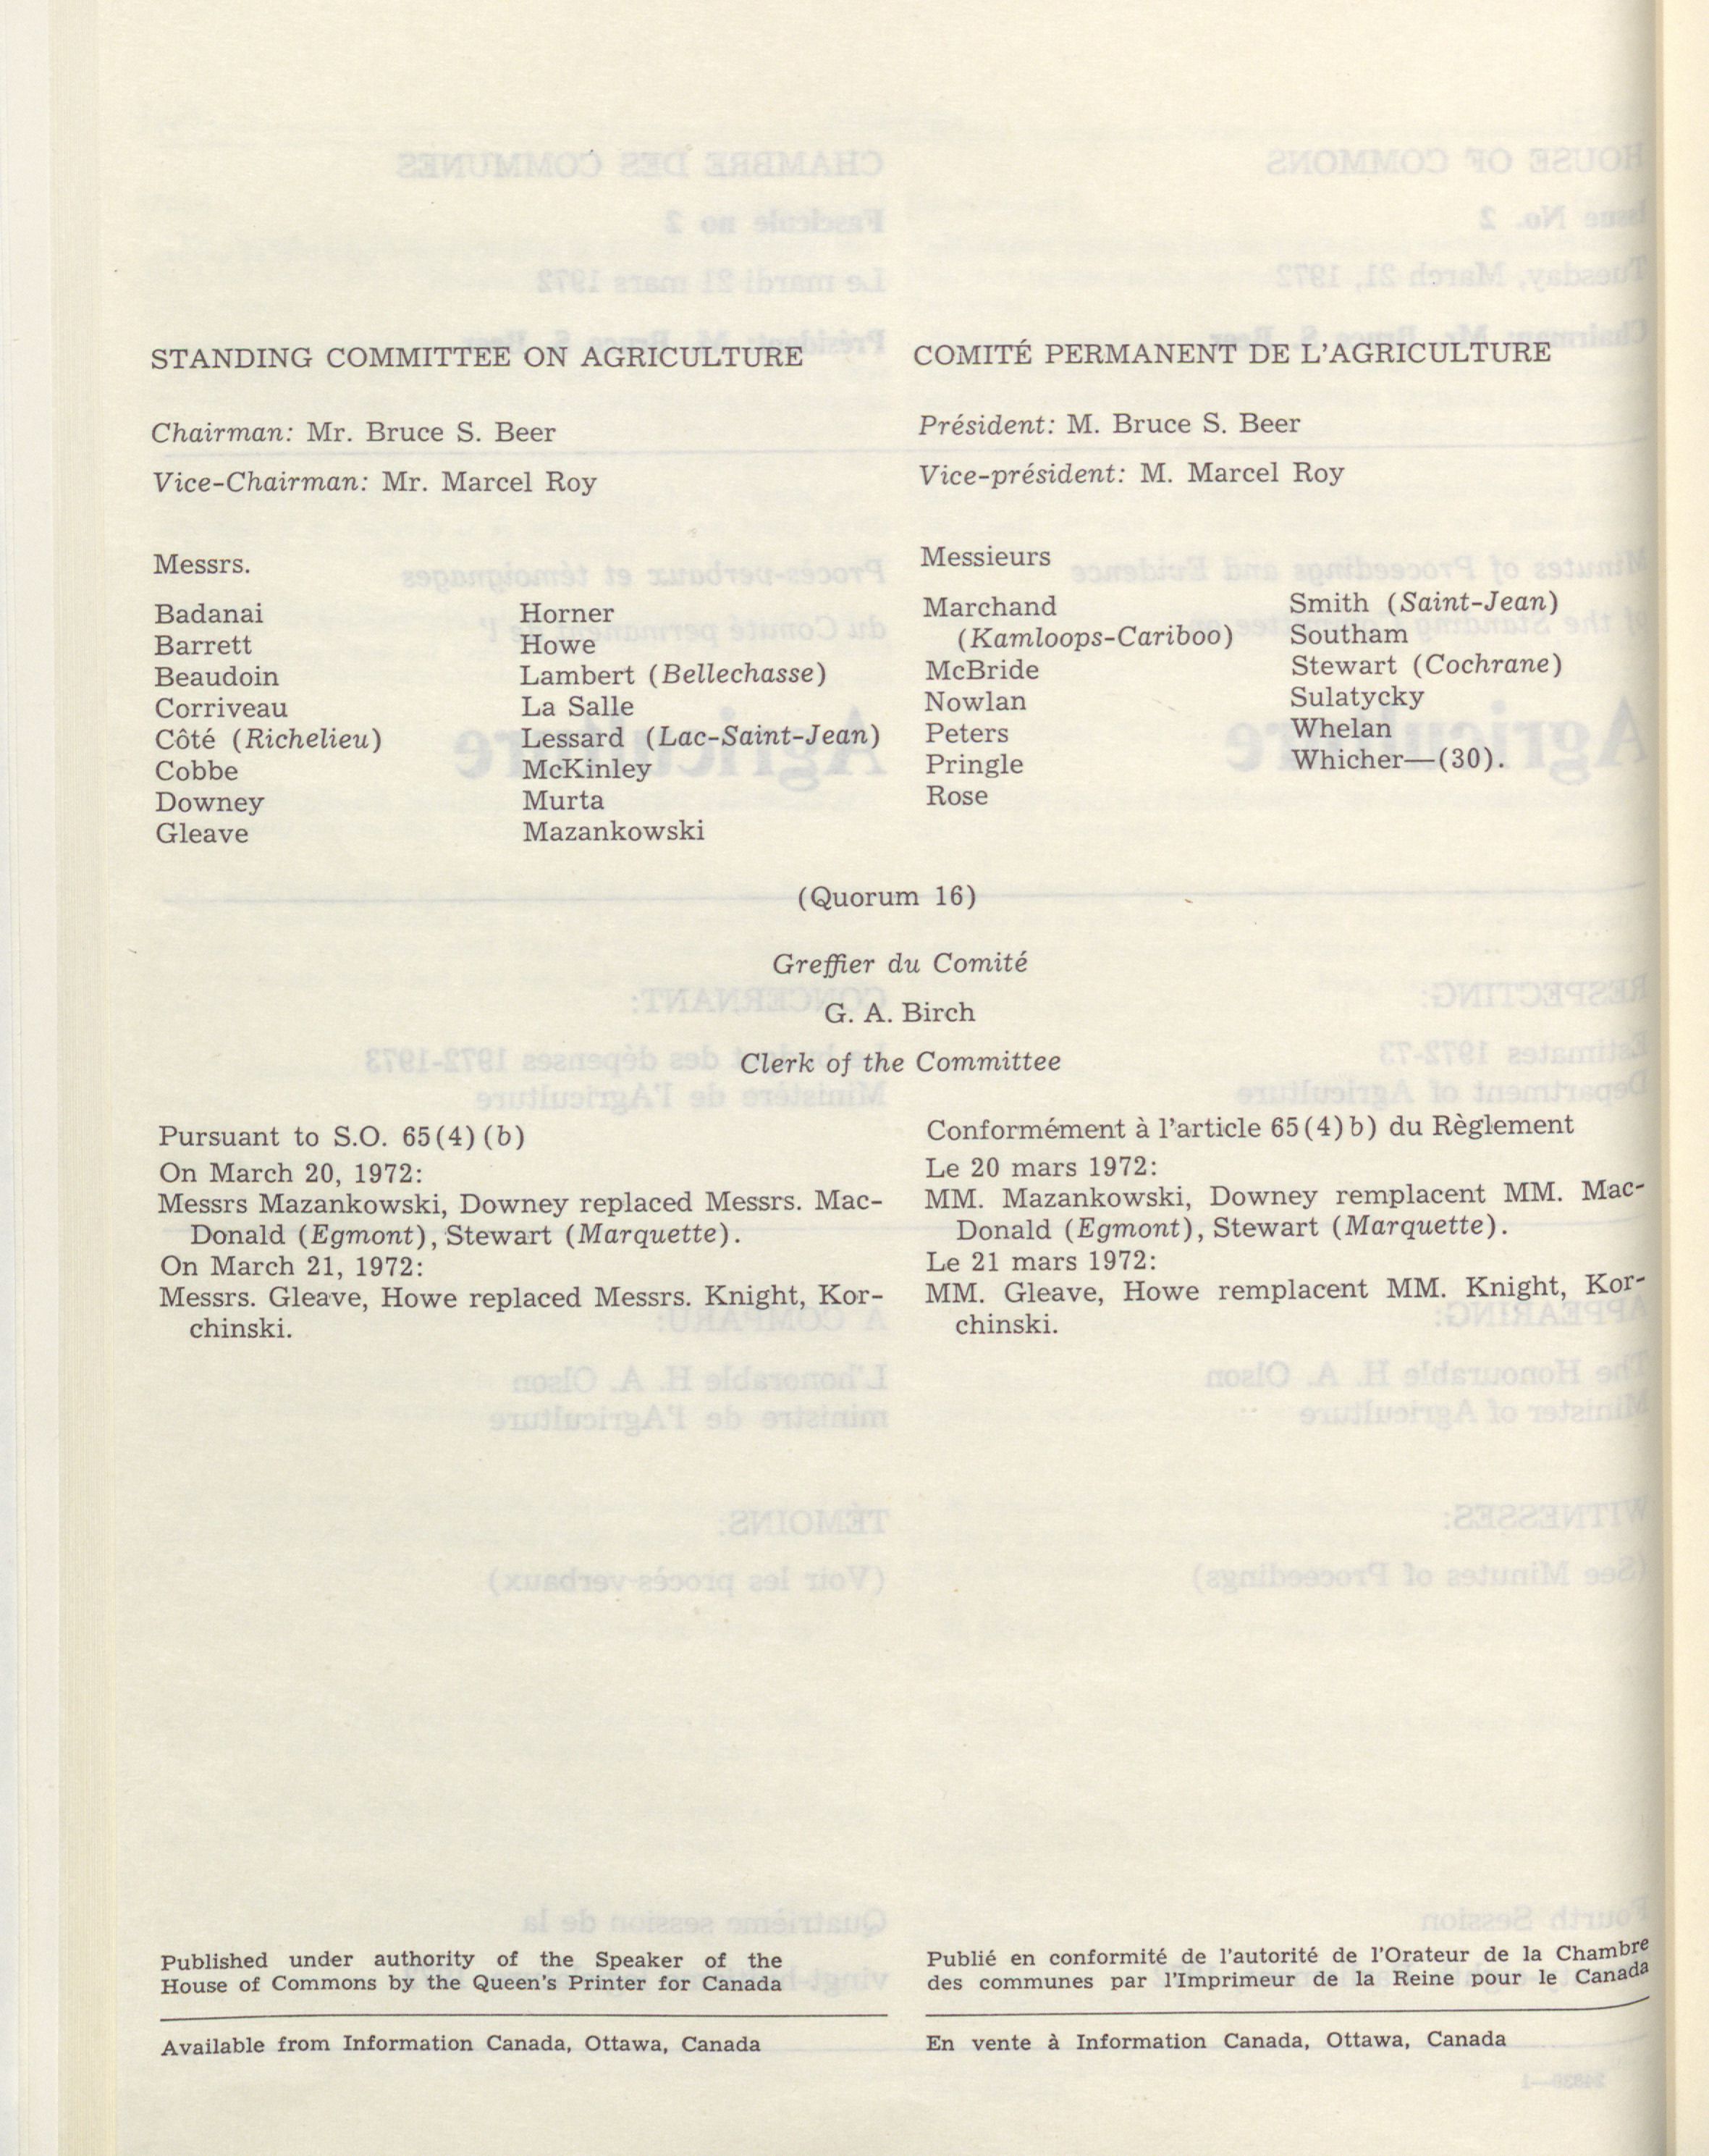 STANDING COMMITTEE ON AGRICULTURE
Chairman: Mr. Bruce S. Beer
Vice-Chairman: Mr. Marcel Roy
Messrs.
Badanai
Barrett
Beaudoin
Corriveau
Côté (Richelieu)
Cobbe
Downey
Gleave
Horner
Howe
Lambert (Bellechasse)
La Salle
Lessard (Lac-Saint-Jean)
McKinley
Murta
Mazankowski
COMITÉ PERMANENT DE L'AGRICULTURE
Président: M. Bruce S. Beer
Vice-président: M. Marcel Roy
Messieurs
Marchand
(Kamloops-Cariboo)
McBride
Nowlan
Peters
Pringle
Rose
Smith (Saint-Jean)
Southam
Stewart (Cochrane)
Sulatycky
Whelan
Whicher—(30).
(Quorum 16)
Greffier du Comité
G. A. Birch
Clerk of the Committee
Pursuant to S.O. 65(4)(b)
On March 20, 1972:
Messrs Mazankowski, Downey replaced Messrs. Mac-
Donald (Egmont), Stewart (Marquette).
On March 21, 1972:
Messrs. Gleave, Howe replaced Messrs. Knight, Kor-
chinski.
Conformément à l'article 65(4)b) du Règlement
Le 20 mars 1972:
MM. Mazankowski, Downey remplacent MM. Mac-
Donald (Egmont), Stewart (Marquette).
Le 21 mars 1972:
MM. Gleave, Howe remplacent MM. Knight, Kor-
chinski.
Published under authority of the Speaker of the
House of Commons by the Queen's Printer for Canada
Available from Information Canada, Ottawa, Canada
Publié en conformité de l'autorité de l'Orateur de la Chambre
des communes par l'Imprimeur de la Reine pour le Canada
En vente à Information Canada, Ottawa, Canada